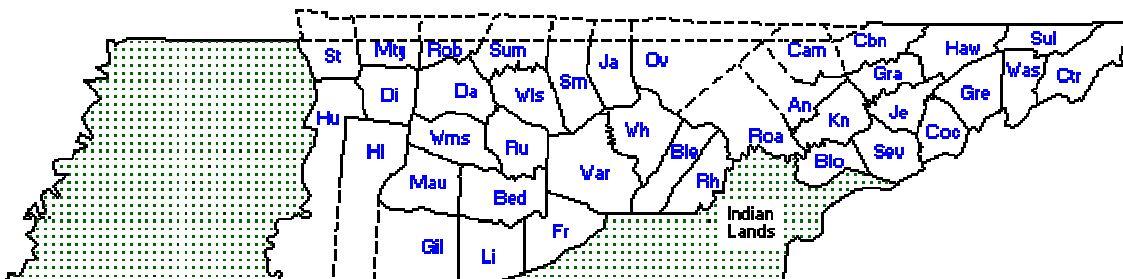 St
Mtg
Rob
Sum
Sm
Ja
Ov
Cam
Cbn
Haw
Sul
Was
Ctr
Gra
Gre
Di
Da
Wls
An
Kn
Je
Coc
Hu
Hi
Wms
Ru
Wh
Ble
Roa
Blo
Sev
Mau
Bed
War
Rh
Gil
Li
Fr
Indian
Lands